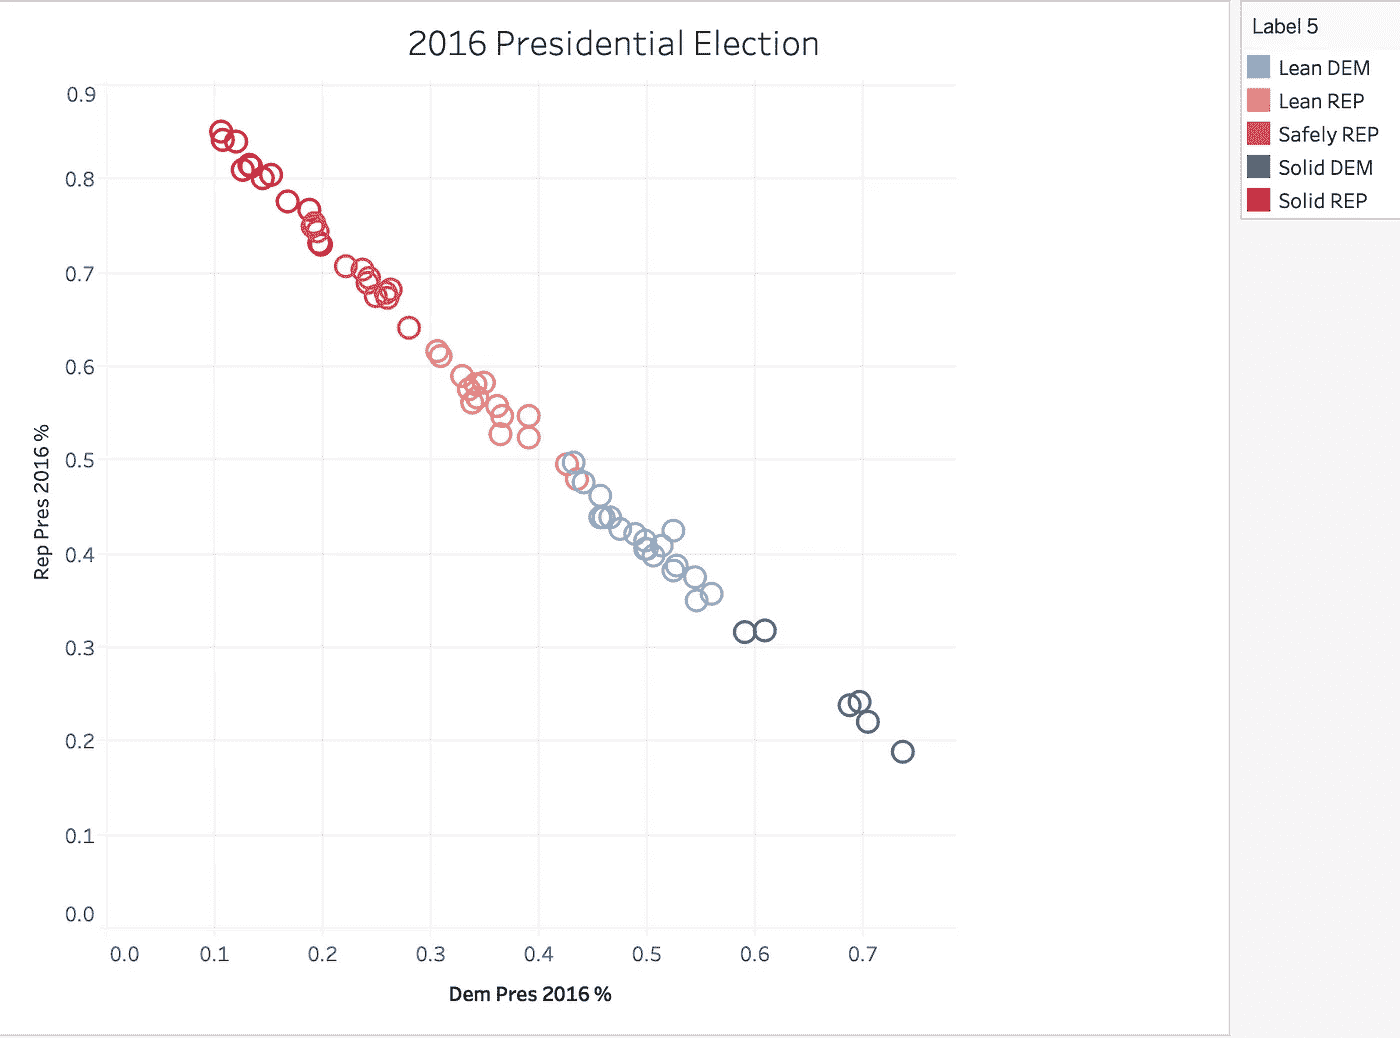 2016 Presidential Election
Label 5
Lean DEM
Lean REP
Safely REP
Solid DEM
Solid REP
Rep Pres 2016 %
0.9
0.8
0.7
0.6
0.5
0.4
0.3
0.2
0.1
0.0
0.0 0.1 0.2 0.3 0.4 0.5 0.6 0.7
Dem Pres 2016 %